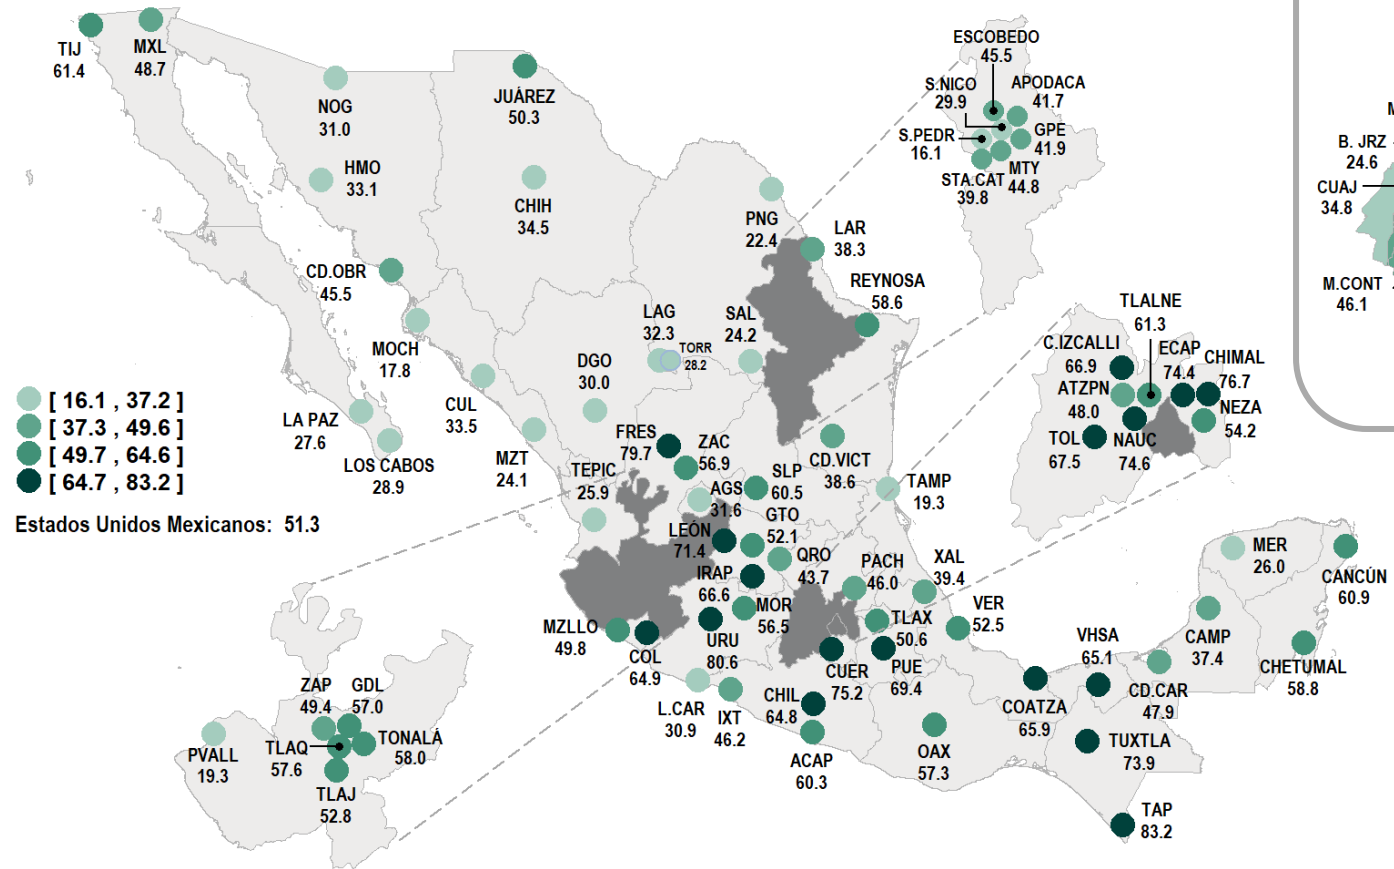 TIJ
61.4
MXL
48.7
NOG
31.0
HMO
33.1
JUÁREZ
50.3
CHIH
34.5
CD.OBR
45.5
MOCH
17.8
CUL
33.5
LA PAZ
27.6
LOS CABOS
28.9
MZT
24.1
DGO
30.0
LAG
32.3
TORR
28.2
SAL
24.2
PNG
22.4
LAR
38.3
REYNOSA
58.6
ESCOBEDO
45.5
S.NICO
29.9
APODACA
41.7
S.PEDR
16.1
GPE
41.9
MTY
44.8
STA.CAT
39.8
M
B. JRZ
24.6
CUAJ
34.8
M.CONT
46.1
TLALNE
61.3
C.IZCALLI
66.9
ECAP
74.4
CHIMAL
76.7
ATZPN
48.0
NEZA
54.2
TOL
67.5
NAUC
74.6
[ 16.1 , 37.2 ]
[ 37.3 , 49.6 ]
[ 49.7 , 64.6 ]
[ 64.7 , 83.2 ]
Estados Unidos Mexicanos: 51.3
FRES
79.7
ZAC
56.9
TEPIC
25.9
AGS
31.6
SLP
60.5
CD.VICT
38.6
TAMP
19.3
LEÓN
71.4
GTO
52.1
QRO
43.7
IRAP
66.6
PACH
46.0
XAL
39.4
MOR
56.5
TLAX
50.6
VER
52.5
MZLLO
49.8
COL
64.9
URU
80.6
CUER
75.2
PUE
69.4
L.CAR
30.9
IXT
46.2
CHIL
64.8
ACAP
60.3
OAX
57.3
COATZA
65.9
VHSA
65.1
CD.CAR
47.9
TUXTLA
73.9
TAP
83.2
MER
26.0
CANCÚN
60.9
CAMP
37.4
CHETUMAL
58.8
ZAP
49.4
GDL
57.0
PVALL
19.3
TLAQ
57.6
TONALÁ
58.0
TLAJ
52.8